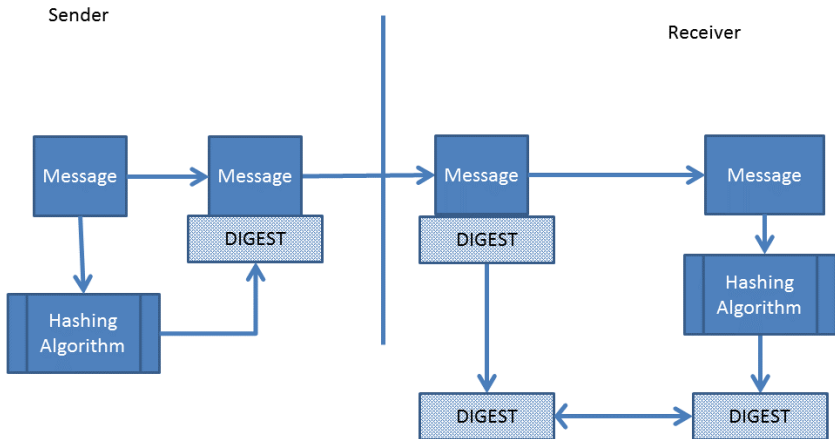 Sender
Receiver
Message
Message
Message
Message
DIGEST
DIGEST
Hashing
Algorithm
Hashing
Algorithm
DIGEST
DIGEST